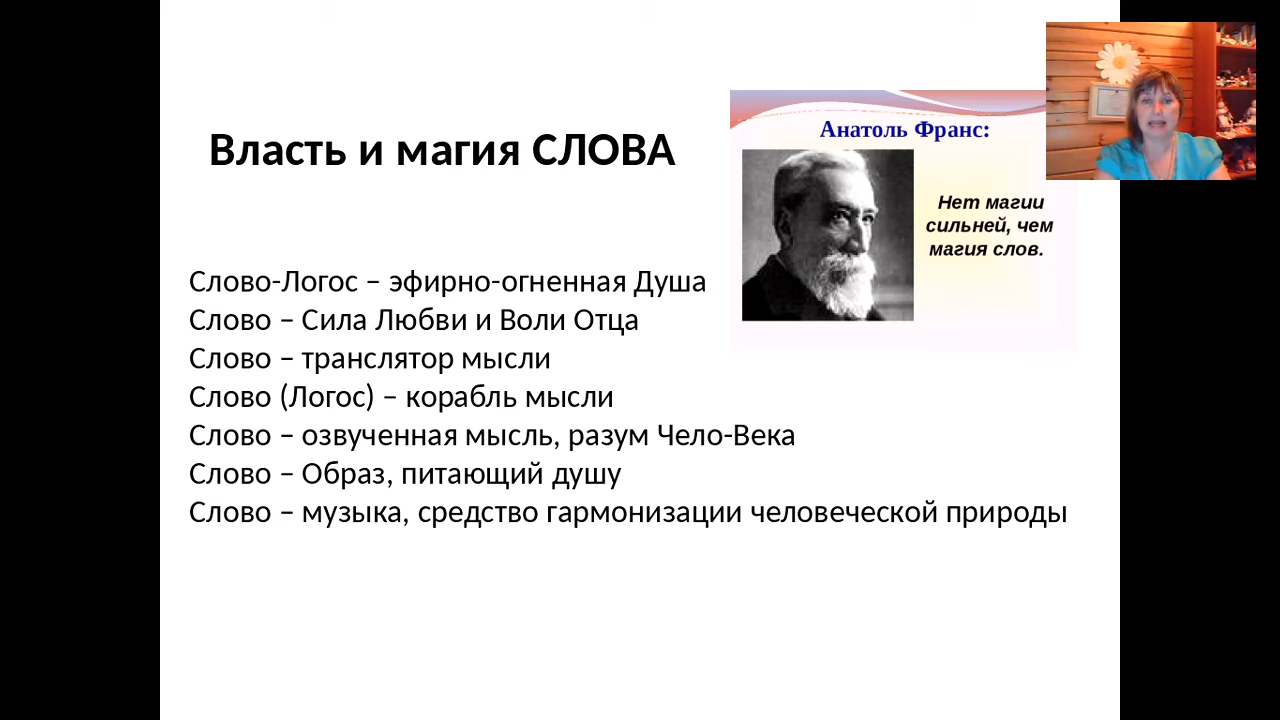 Власть и магия СЛОВА
Анатоль Франс:
Нет магии
сильней, чем
магия слов.
Слово-Логос – эфирно-огненная Душа
Слово – Сила Любви и Воли Отца
Слово – транслятор мысли
Слово (Логос) – корабль мысли
Слово – озвученная мысль, разум Чело-Века
Слово – Образ, питающий душу
Слово – музыка, средство гармонизации человеческой природы